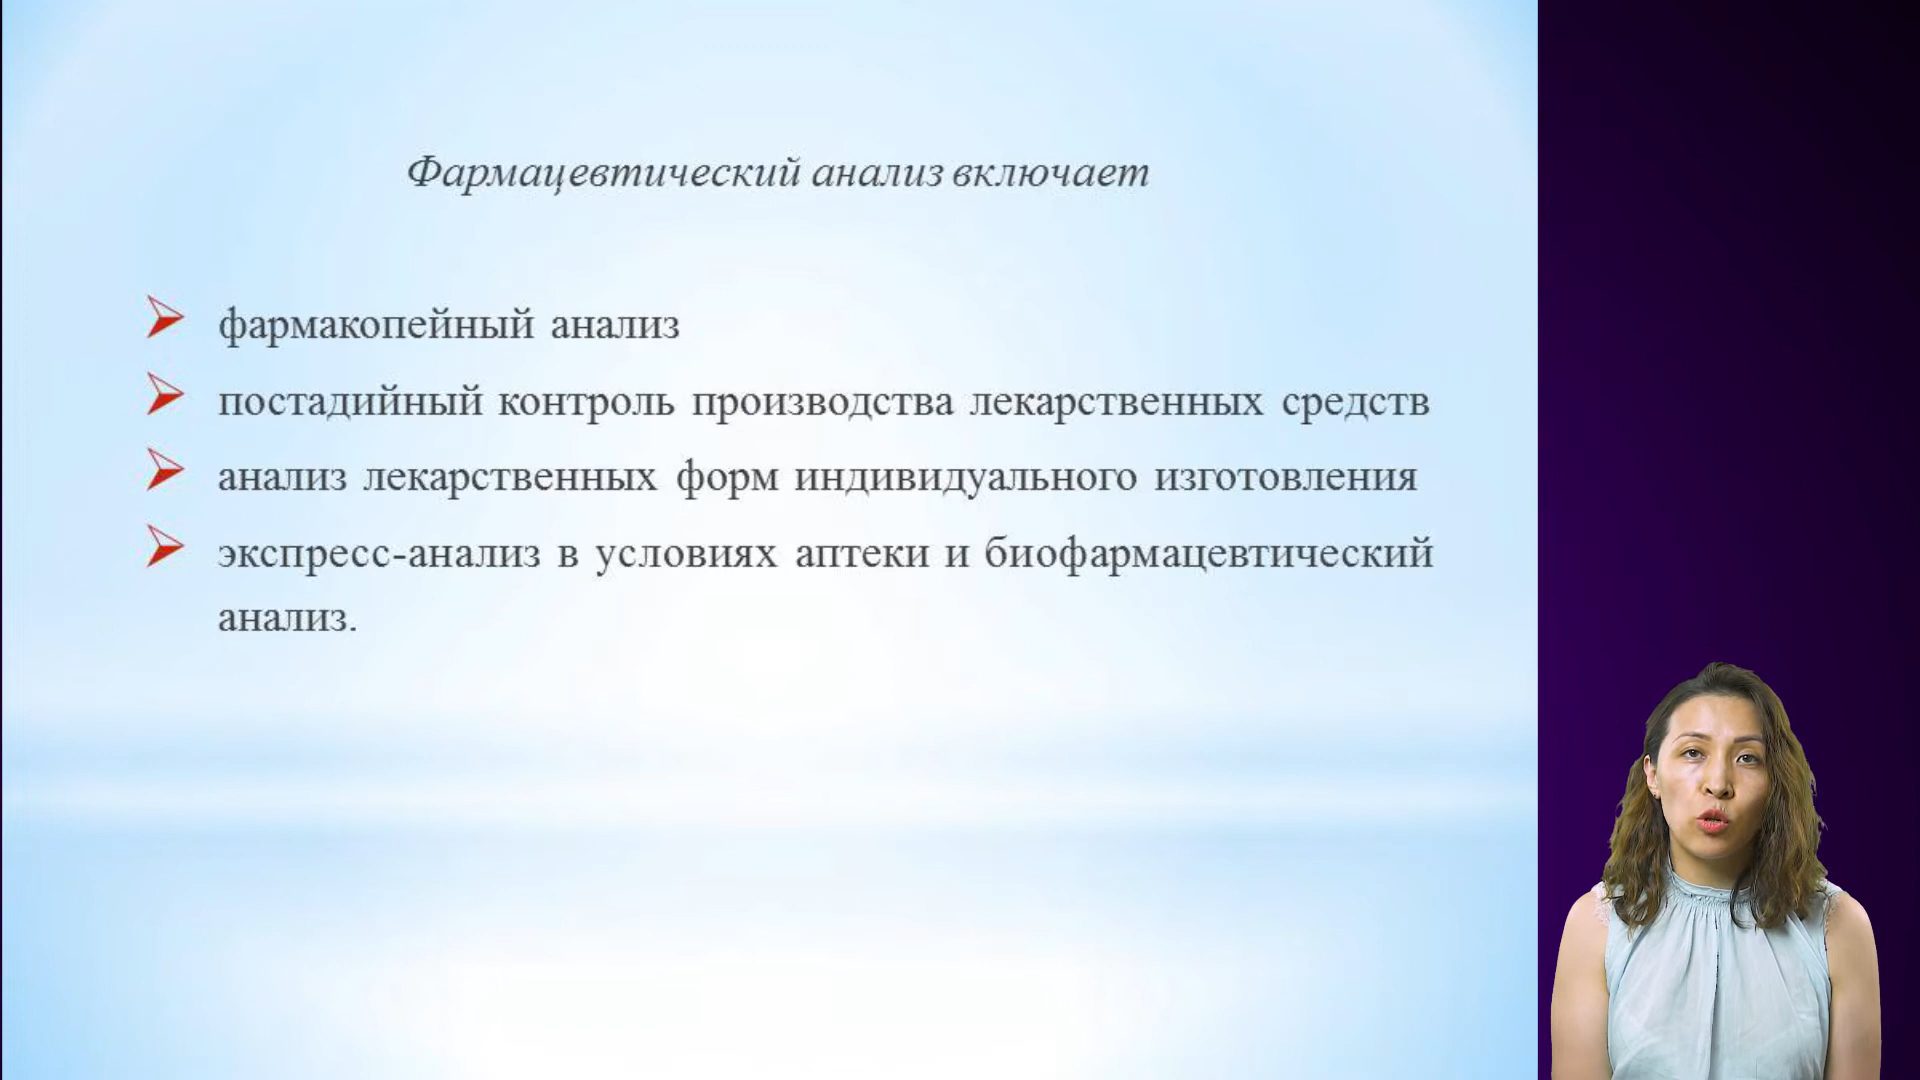 Фармацевтический анализ включает
фармакопейный анализ
постадийный контроль производства лекарственных средств
анализ лекарственных форм индивидуального изготовления
экспресс-анализ в условиях аптеки и биофармацевтический
анализ.